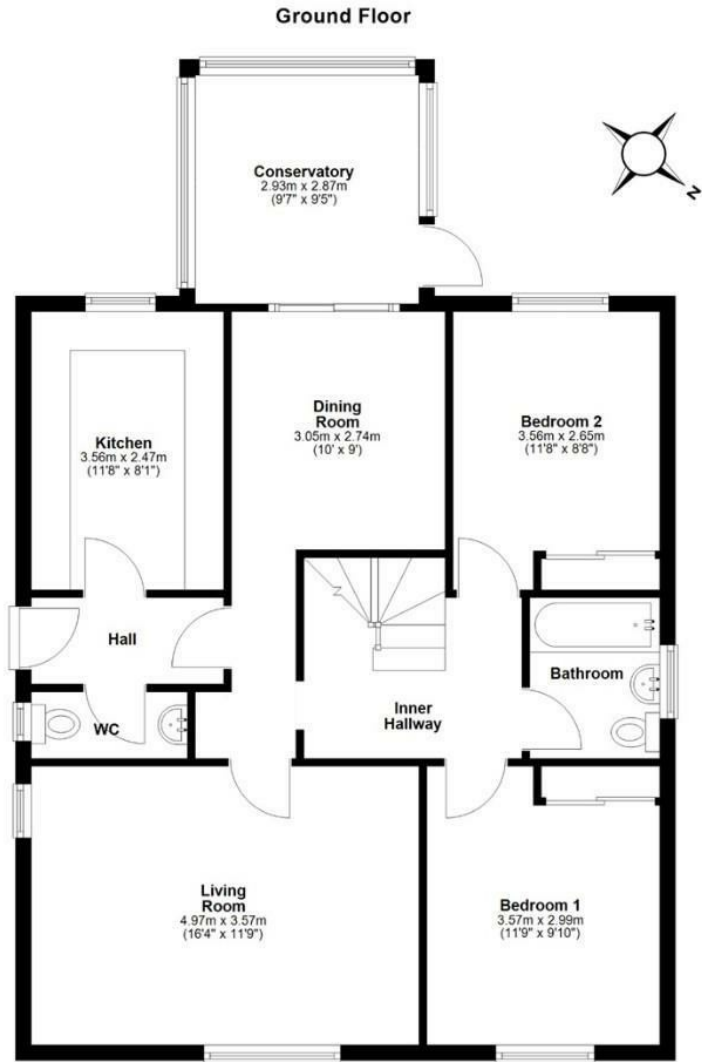 Ground Floor
Conservatory
2.93m x 2.87m
(9'7" x 9'5")
N
Kitchen
3.56m x 2.47m
(11'8" x 8'1")
Dining
Room
3.05m x 2.74m
(10' x 9')
Bedroom 2
3.56m x 2.65m
(11'8" x 8'8")
Hall
WC
Inner
Hallway
Bathroom
Living
Room
4.97m x 3.57m
(16'4" x 11'9")
Bedroom 1
3.57m x 2.99m
(11'9" x 9'10")